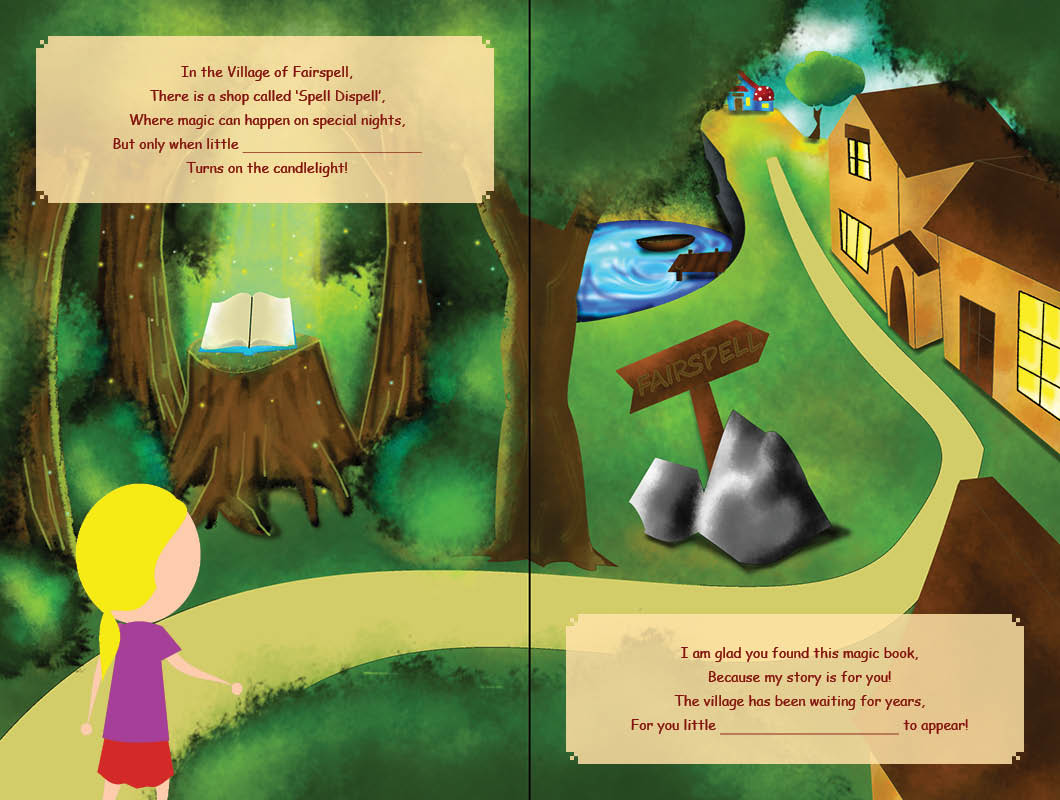 In the Village of Fairspell,
There is a shop called 'Spell Dispell',
Where magic can happen on special nights,
But only when little ______________________
Turns on the candlelight!
FAIRSPELL
I am glad you found this magic book,
Because my story is for you!
The village has been waiting for years,
For you little ______________________ to appear!